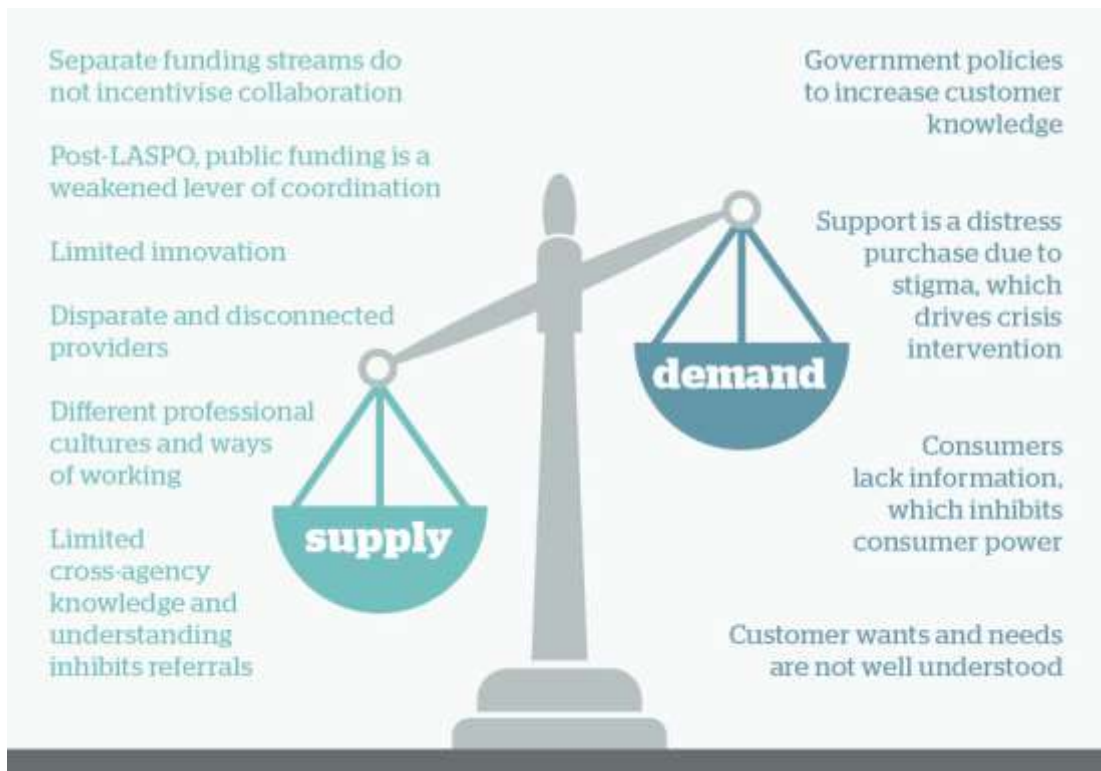 Separate funding streams do
not incentivise collaboration
Post-LASPO, public funding is a
weakened lever of coordination
Limited innovation
Disparate and disconnected
providers
Different professional
cultures and ways
of working
Limited
cross-agency
knowledge and
understanding
inhibits referrals
supply
demand
Government policies
to increase customer
knowledge
Support is a distress
purchase due to
stigma, which
drives crisis
intervention
Consumers
lack information,
which inhibits
consumer power
Customer wants and needs
are not well understood